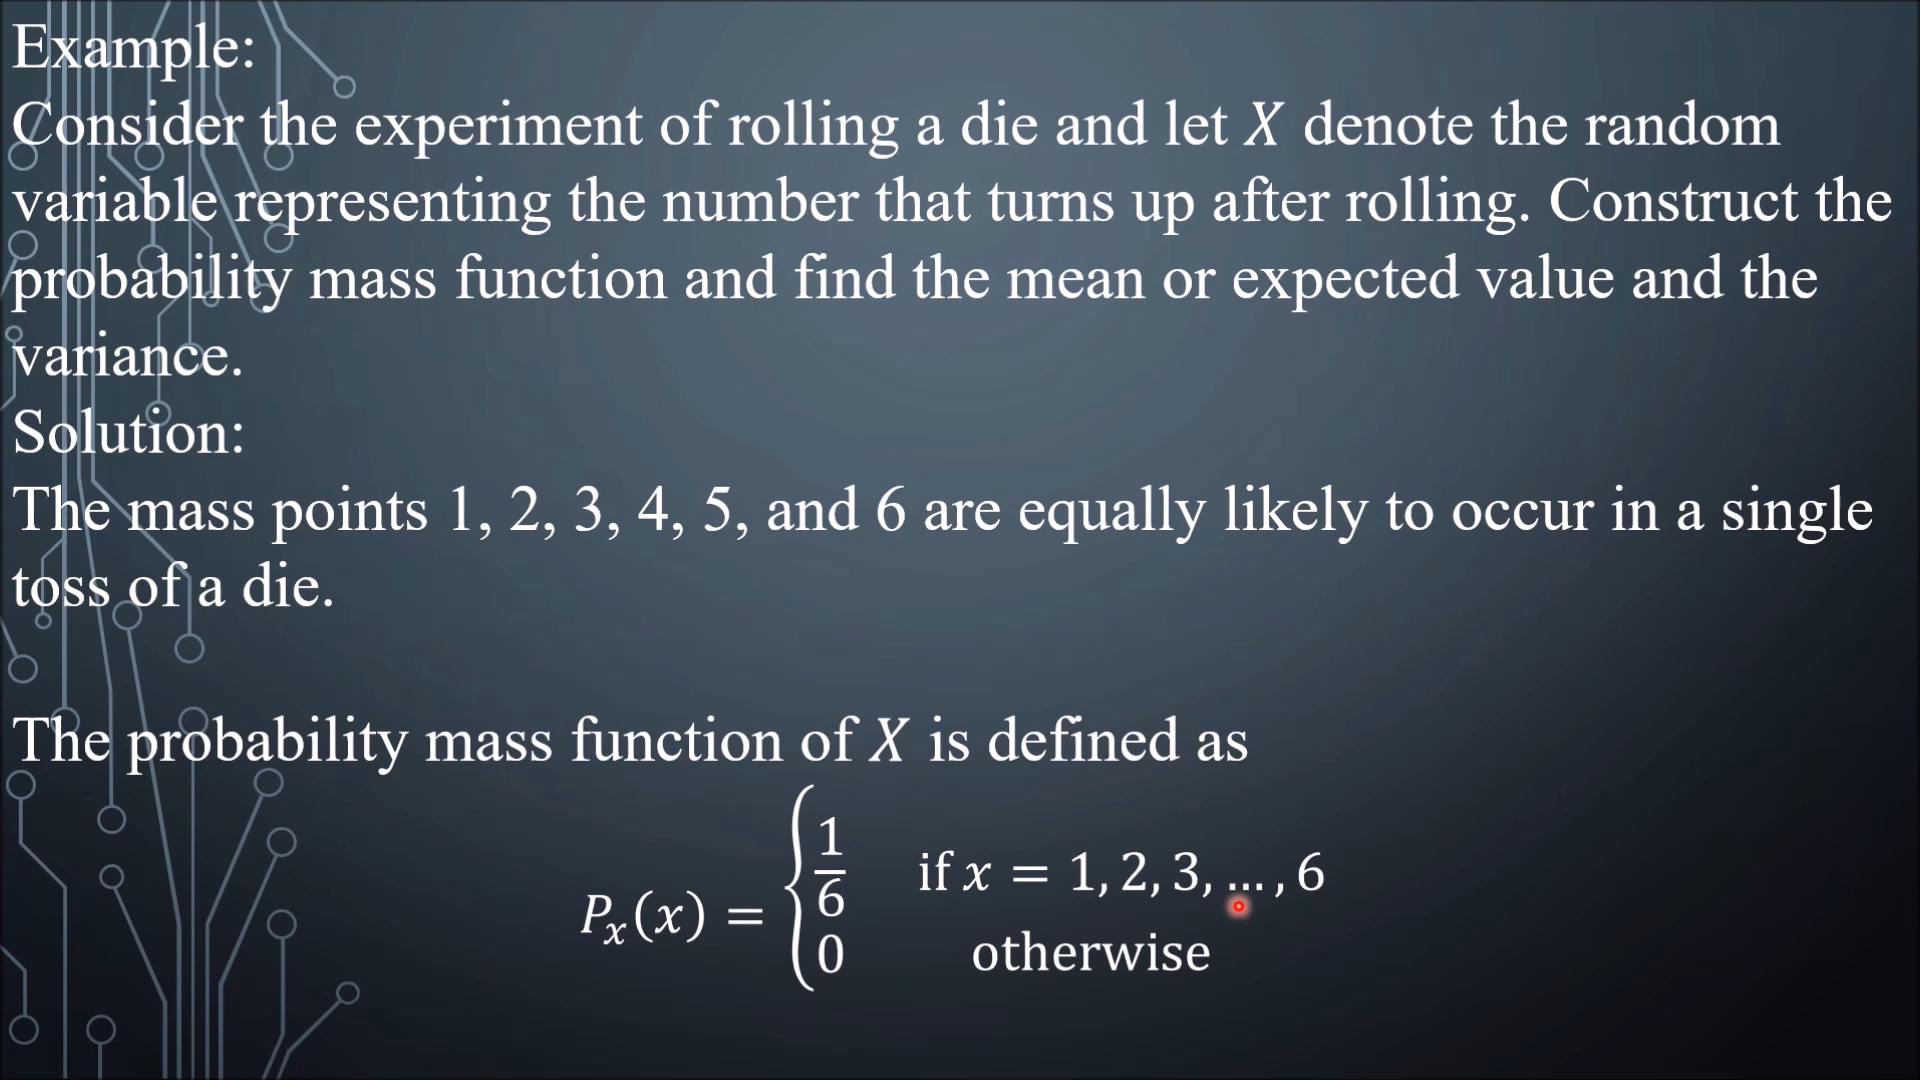 Example:
Consider the experiment of rolling a die and let X denote the random
variable representing the number that turns up after rolling. Construct the
probability mass function and find the mean or expected value and the
variance.
Solution:
The mass points 1, 2, 3, 4, 5, and 6 are equally likely to occur in a single
toss of a die.
The probability mass function of X is defined as
Pₓ(x) = { 1/6 if x = 1, 2, 3, … , 6
0 otherwise